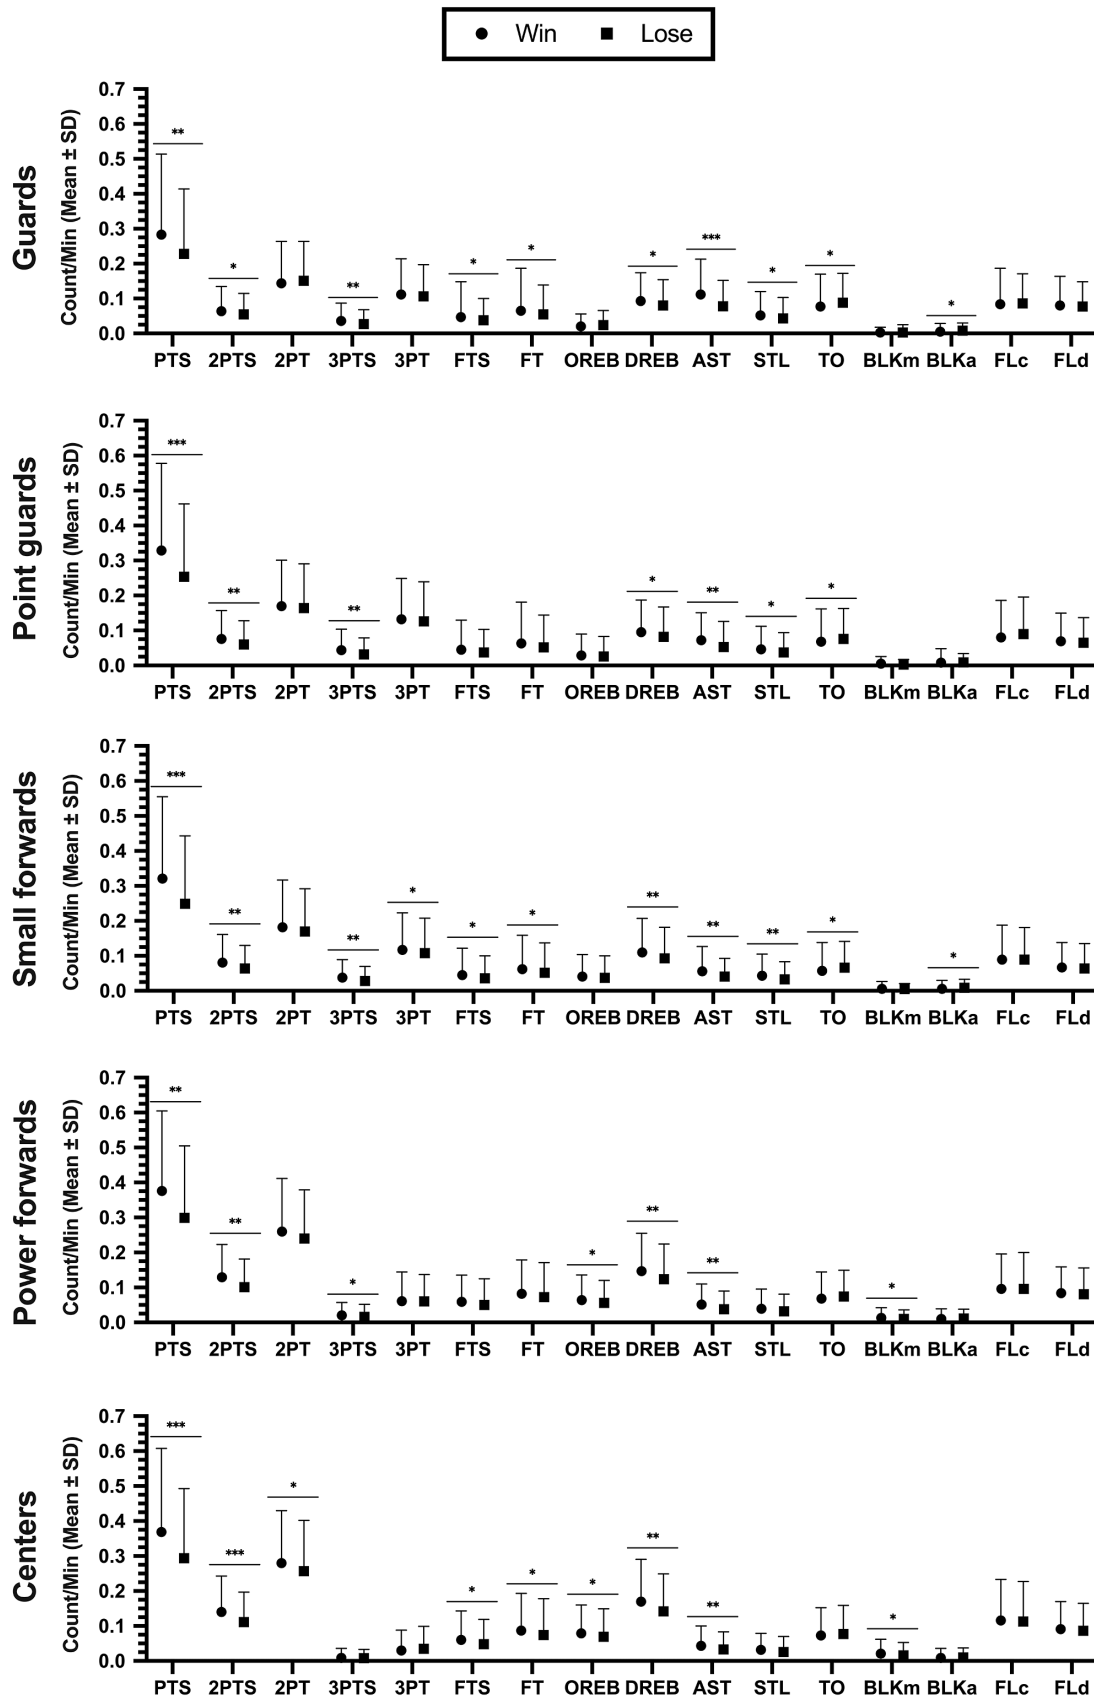 Win Lose
Guards
Count/Min (Mean ± SD)
0.7
0.6
0.5
0.4
0.3
0.2
0.1
0.0
** * ** * * * *** * * *
PTS 2PTS 2PT 3PTS 3PT FTS FT OREB DREB AST STL TO BLKm BLKa FLc FLd
Point guards
Count/Min (Mean ± SD)
0.7
0.6
0.5
0.4
0.3
0.2
0.1
0.0
*** ** ** * ** * *
PTS 2PTS 2PT 3PTS 3PT FTS FT OREB DREB AST STL TO BLKm BLKa FLc FLd
Small forwards
Count/Min (Mean ± SD)
0.7
0.6
0.5
0.4
0.3
0.2
0.1
0.0
*** ** ** * * * ** ** ** * *
PTS 2PTS 2PT 3PTS 3PT FTS FT OREB DREB AST STL TO BLKm BLKa FLc FLd
Power forwards
Count/Min (Mean ± SD)
0.7
0.6
0.5
0.4
0.3
0.2
0.1
0.0
** ** * * ** ** *
PTS 2PTS 2PT 3PTS 3PT FTS FT OREB DREB AST STL TO BLKm BLKa FLc FLd
Centers
Count/Min (Mean ± SD)
0.7
0.6
0.5
0.4
0.3
0.2
0.1
0.0
*** *** * * * * ** ** *
PTS 2PTS 2PT 3PTS 3PT FTS FT OREB DREB AST STL TO BLKm BLKa FLc FLd